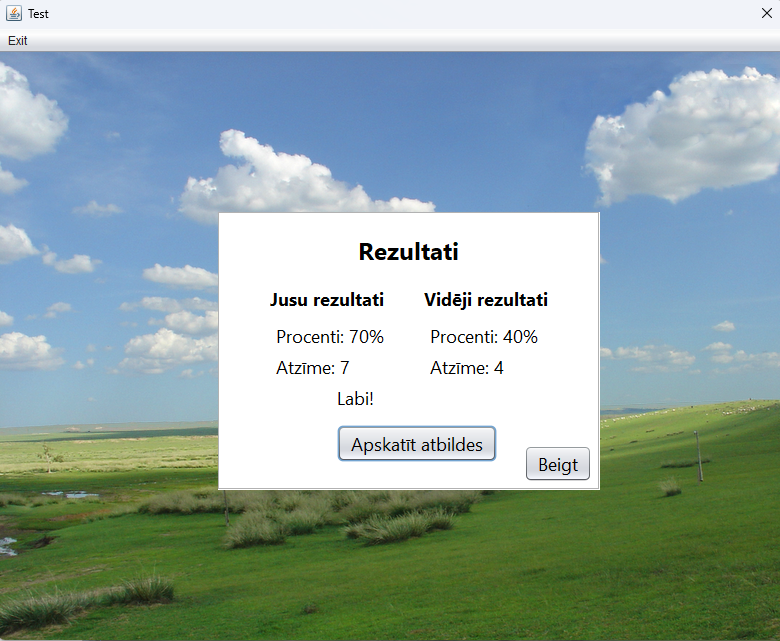 Test
Exit
Rezultati
Jusu rezultati
Vidēji rezultati
Procenti: 70%
Procenti: 40%
Atzīme: 7
Atzīme: 4
Labi!
Apskatīt atbildes
Beigt